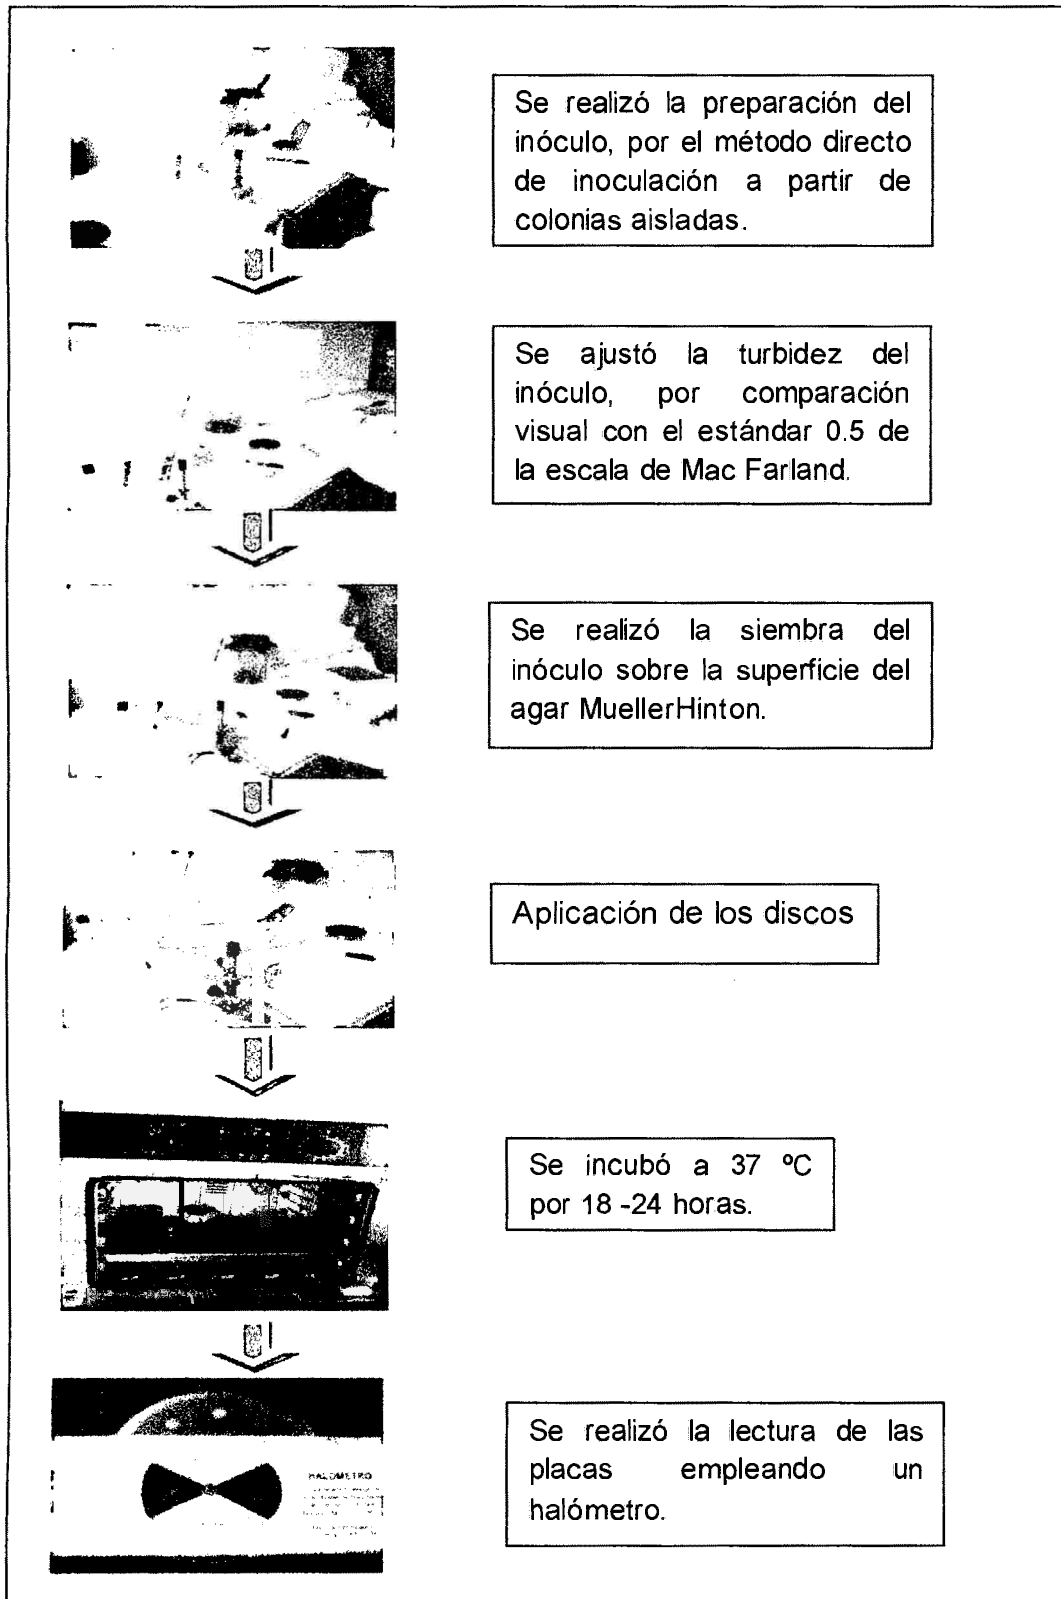 Se realizó la preparación del
inóculo, por el método directo
de inoculación a partir de
colonias aisladas.
Se ajustó la turbidez del
inóculo, por comparación
visual con el estándar 0.5 de
la escala de Mac Farland.
Se realizó la siembra del
inóculo sobre la superficie del
agar MuellerHinton.
Aplicación de los discos
Se incubó a 37 ºC
por 18 -24 horas.
HALOMETRO
Se realizó la lectura de las
placas empleando un
halómetro.